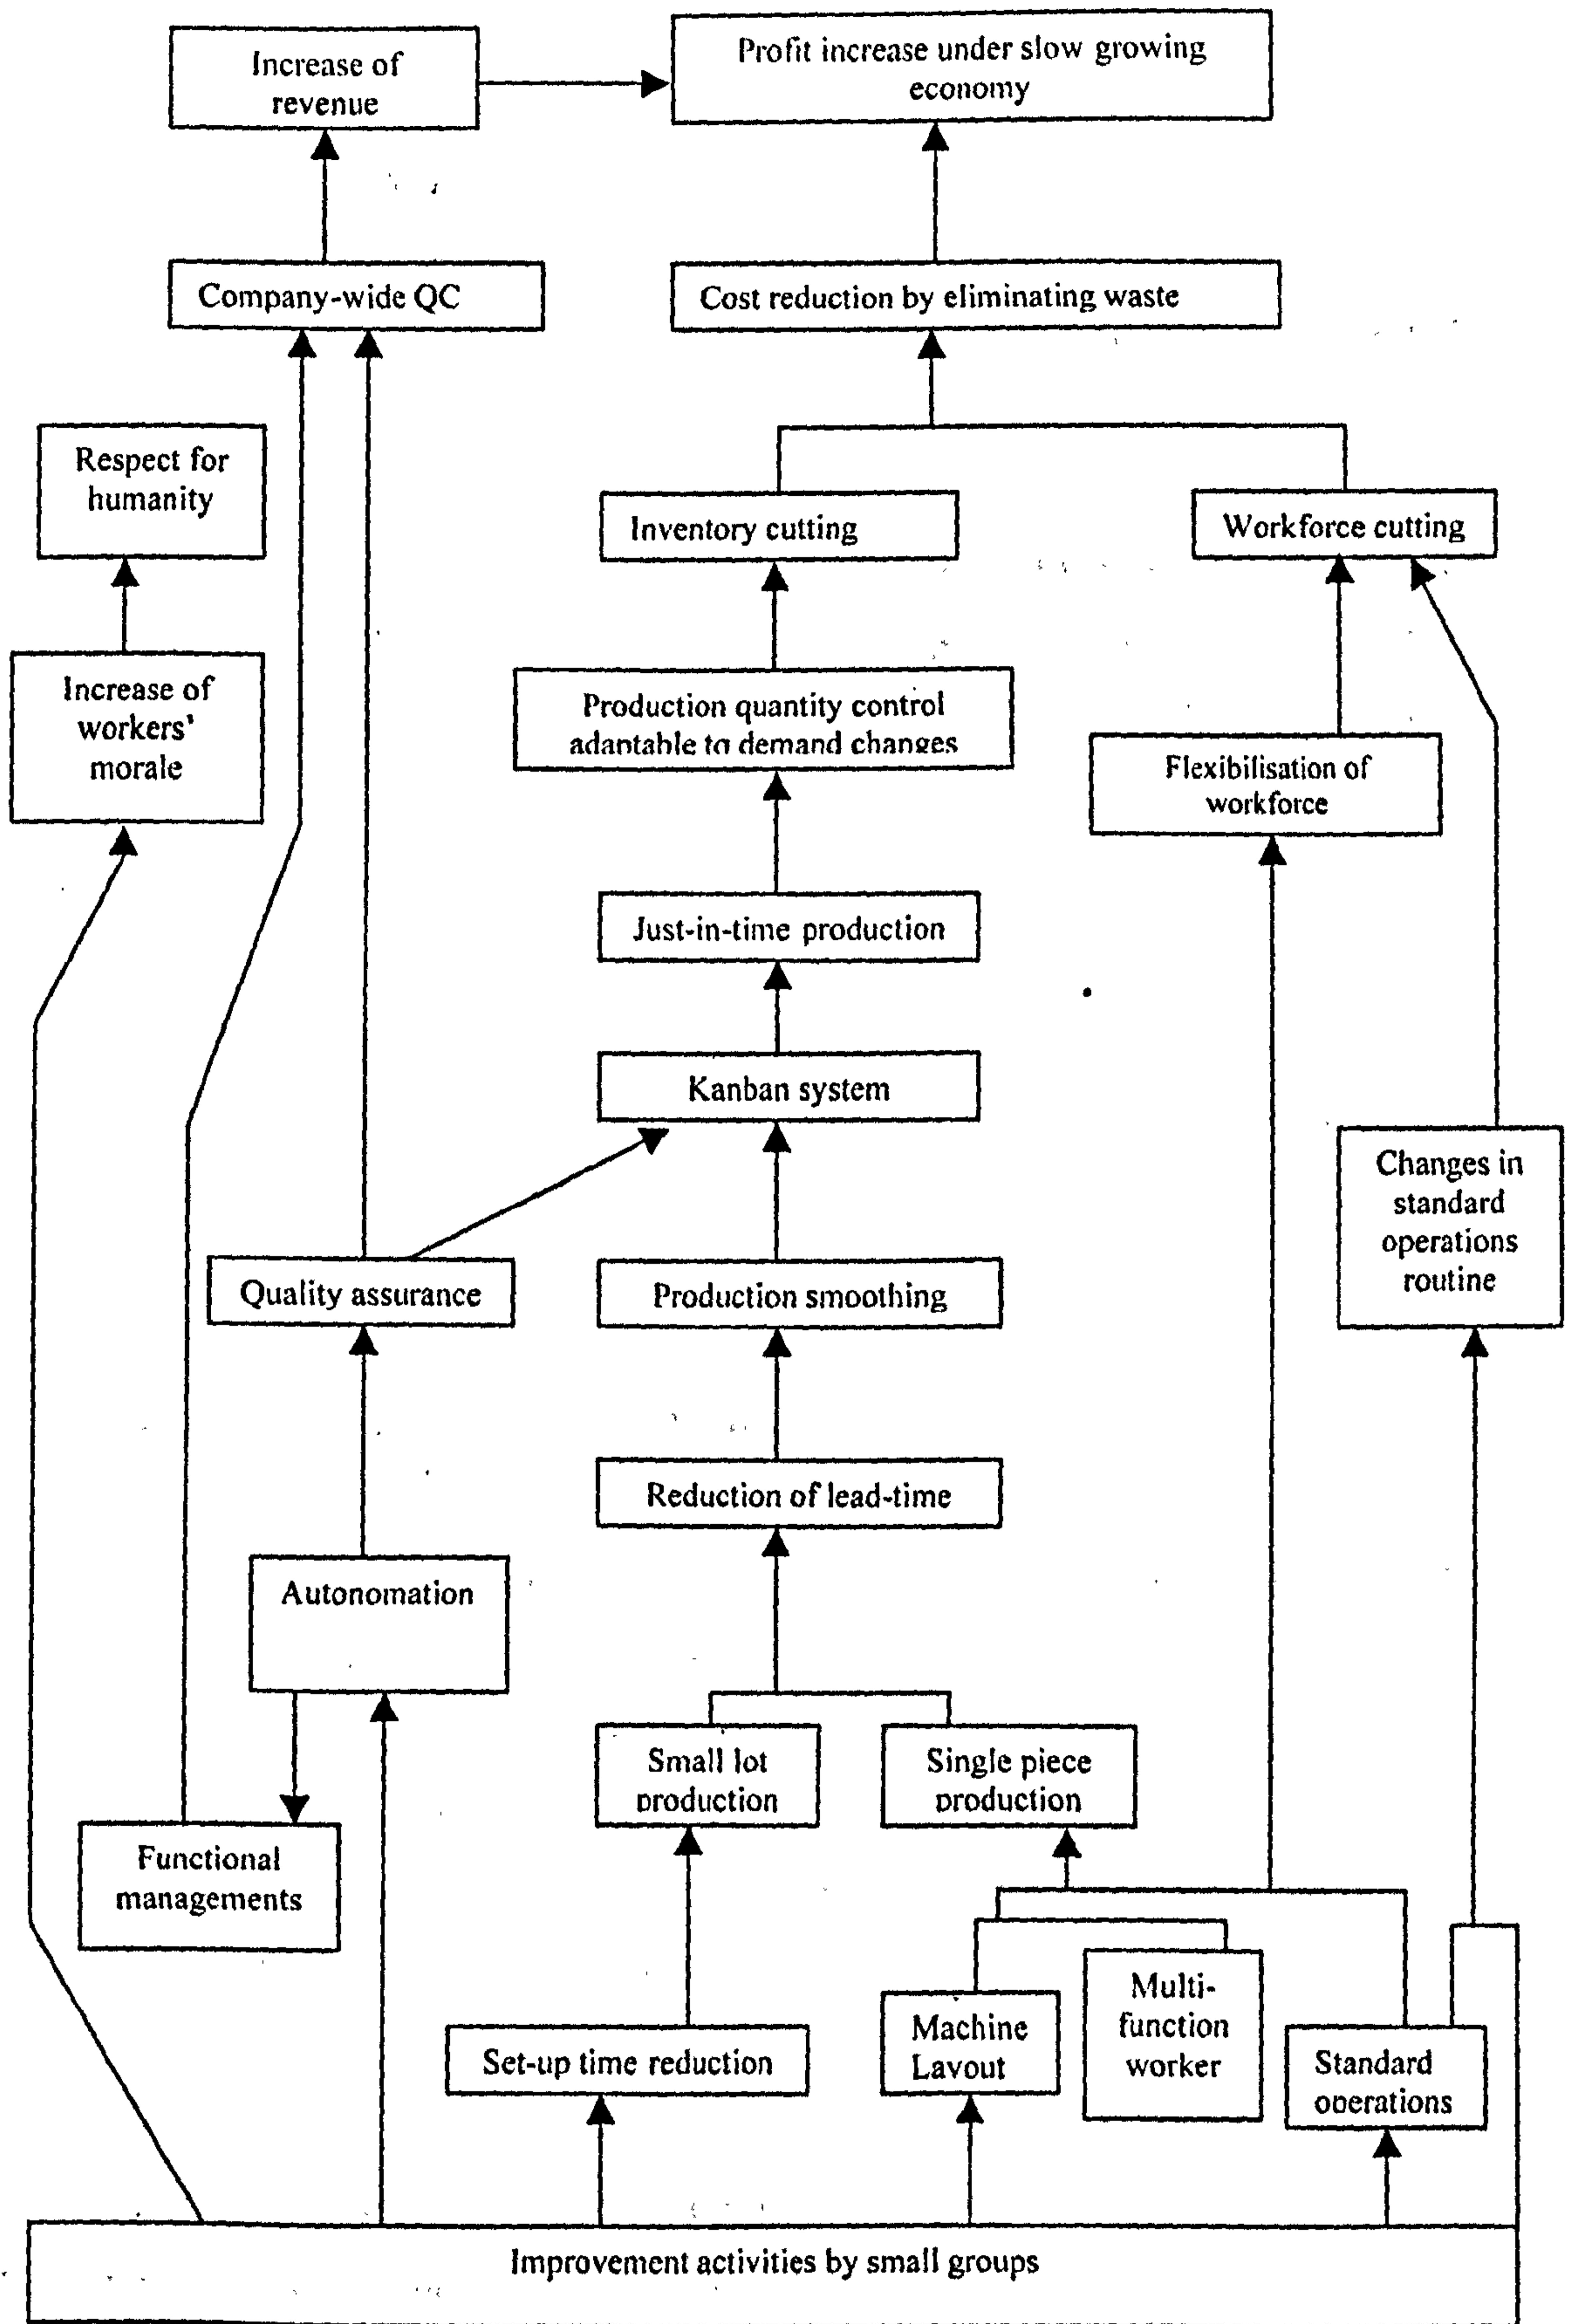 Increase of
revenue
Profit increase under slow growing
economy
Company-wide QC
Cost reduction by eliminating waste
Respect for
humanity
Inventory cutting
Workforce cutting
Increase of
workers'
morale
Production quantity control
adaptable to demand changes
Flexibilisation of
workforce
Just-in-time production
Kanban system
Changes in
standard
operations
routine
Quality assurance
Production smoothing
Reduction of lead-time
Autonomation
Small lot
production
Single piece
production
Functional
managements
Multi-
function
worker
Machine
Layout
Set-up time reduction
Standard
operations
Improvement activities by small groups